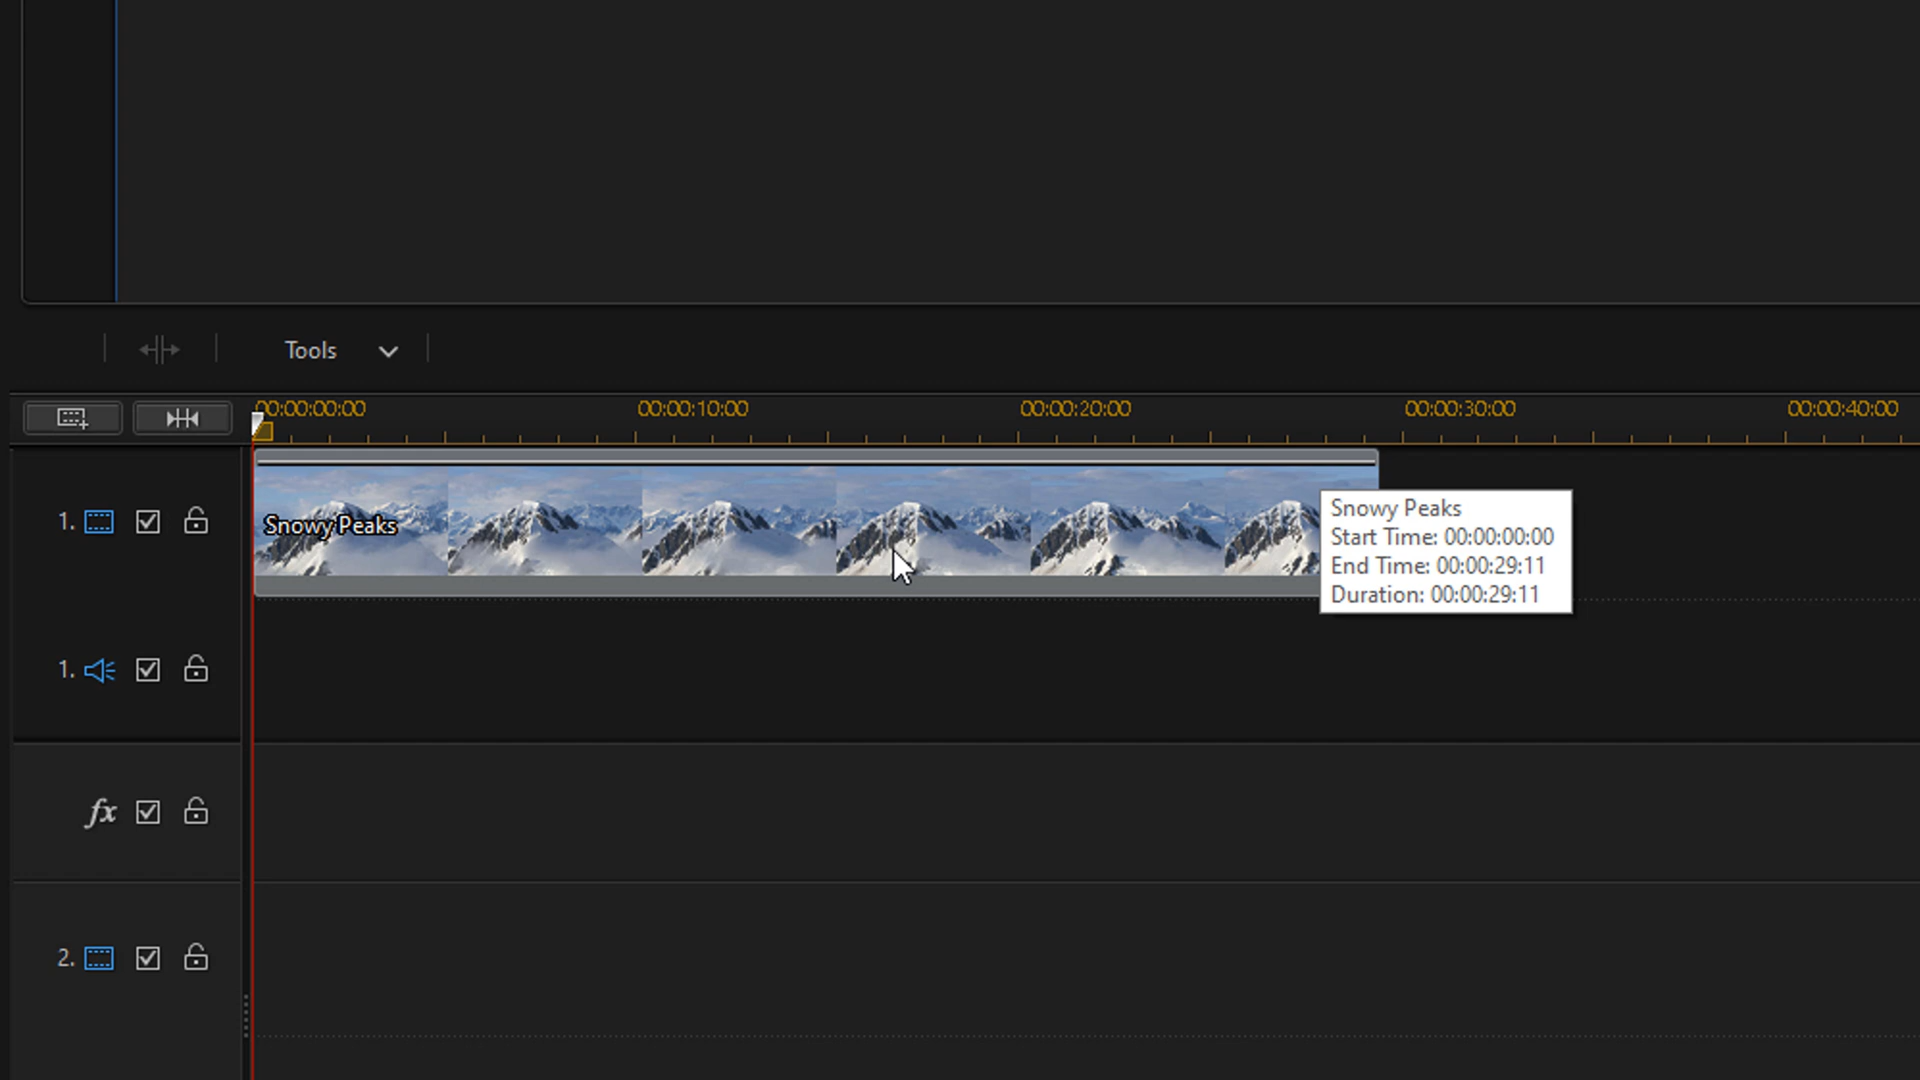 Tools
00:00:00:00 00:00:10:00 00:00:20:00 00:00:30:00 00:00:40:00
1.
Snowy Peaks
Snowy Peaks
Start Time: 00:00:00:00
End Time: 00:00:29:11
Duration: 00:00:29:11
1.
fx
2.